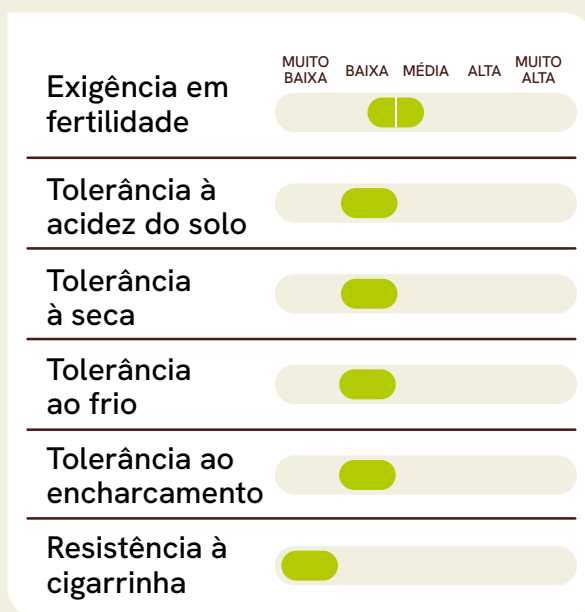 MUITO
BAIXA
BAIXA
MÉDIA
ALTA
MUITO
ALTA
Exigência em
fertilidade
Tolerância à
acidez do solo
Tolerância
à seca
Tolerância
ao frio
Tolerância ao
encharcamento
Resistência à
cigarrinha